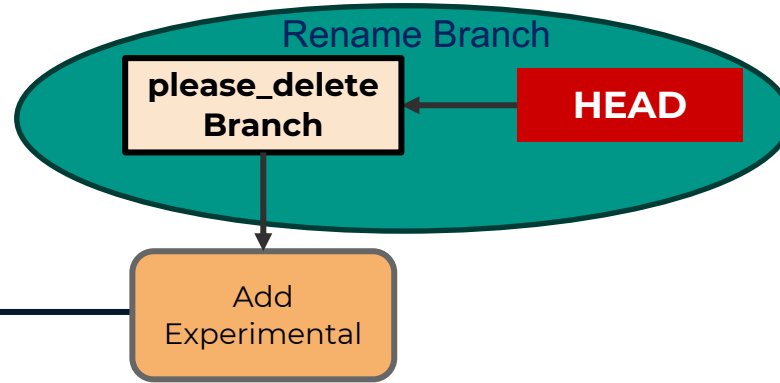 Rename Branch
please_delete
Branch
HEAD
Add
Experimental